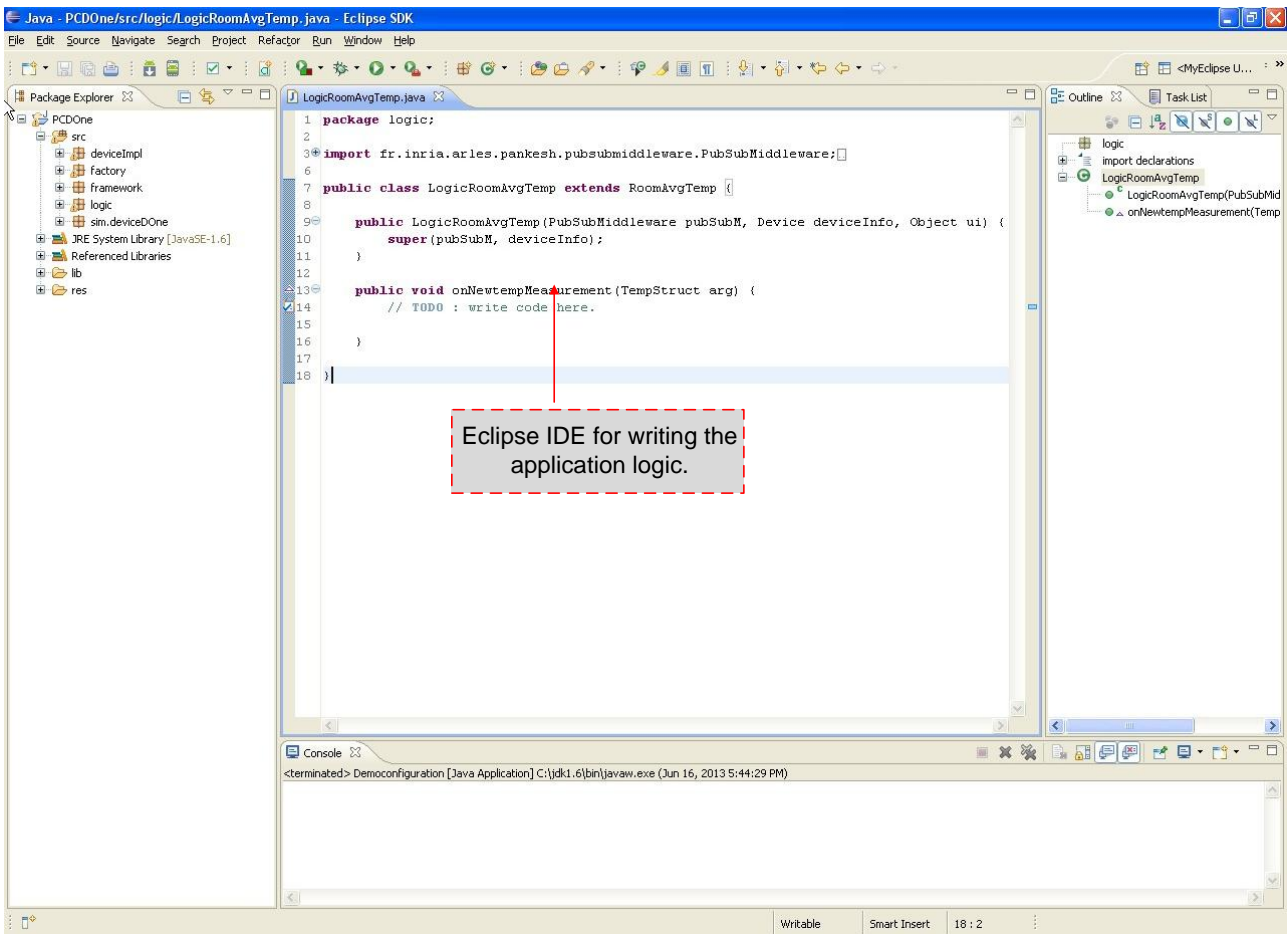 Java - PCDOne/src/logic/LogicRoomAvgTemp.java - Eclipse SDK
File Edit Source Navigate Search Project Refactor Run Window Help
<MyEclipse U...
Package Explorer
PCDOne
src
deviceImpl
factory
framework
logic
sim.deviceDOne
JRE System Library [JavaSE-1.6]
Referenced Libraries
lib
res
LogicRoomAvgTemp.java
1 package logic;
2
3 import fr.inria.arles.pankesh.pubsubmiddleware.PubSubMiddleware;
6
7 public class LogicRoomAvgTemp extends RoomAvgTemp {
8
9 public LogicRoomAvgTemp(PubSubMiddleware pubSubM, Device deviceInfo, Object ui) {
10 super(pubSubM, deviceInfo);
11 }
12
13 public void onNewtempMeasurement(TempStruct arg) {
14 // TODO : write code here.
15
16 }
17
18 }
Eclipse IDE for writing the
application logic.
Outline
Task List
logic
import declarations
LogicRoomAvgTemp
LogicRoomAvgTemp(PubSubMid
onNewtempMeasurement(Temp
Console
<terminated> Democonfiguration [Java Application] C:\jdk1.6\bin\javaw.exe (Jun 16, 2013 5:44:29 PM)
Writable Smart Insert 18 : 2